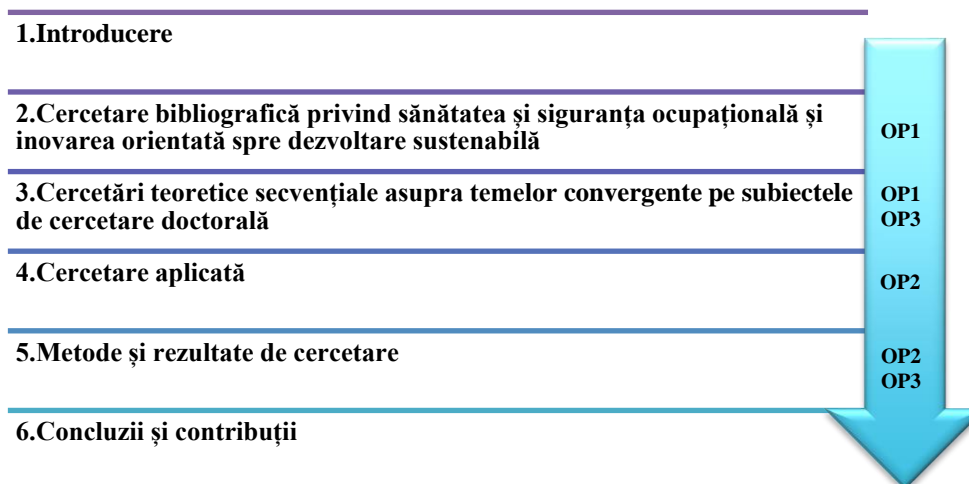 1.Introducere
2.Cercetare bibliografică privind sănătatea și siguranța ocupațională și
inovarea orientată spre dezvoltare sustenabilă
OP1
3.Cercetări teoretice secvențiale asupra temelor convergente pe subiectele
de cercetare doctorală
OP1
OP3
4.Cercetare aplicată
OP2
5.Metode și rezultate de cercetare
OP2
OP3
6.Concluzii și contribuții